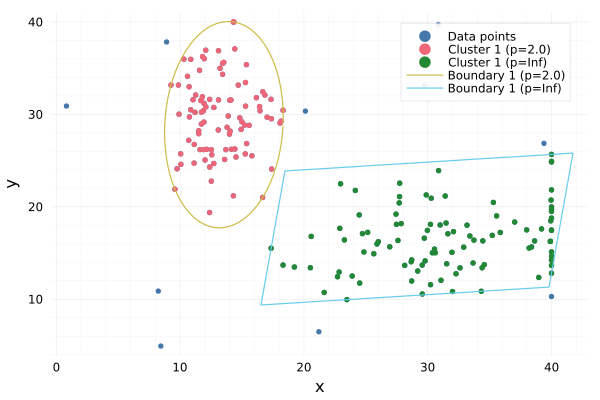 40
30
20
10
y
0
10
20
30
40
x
Data points
Cluster 1 (p=2.0)
Cluster 1 (p=Inf)
Boundary 1 (p=2.0)
Boundary 1 (p=Inf)